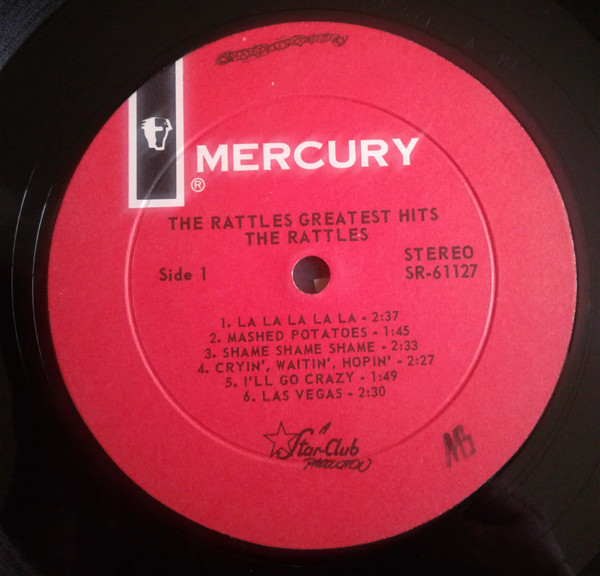 MERCURY
®
THE RATTLES GREATEST HITS
THE RATTLES
Side 1
STEREO
SR-61127
1. LA LA LA LA LA - 2:37
2. MASHED POTATOES - 1:45
3. SHAME SHAME SHAME - 2:33
4. CRYIN', WAITIN', HOPIN' - 2:27
5. I'LL GO CRAZY - 1:49
6. LAS VEGAS - 2:30
A
Star-Club
PRODUCTION